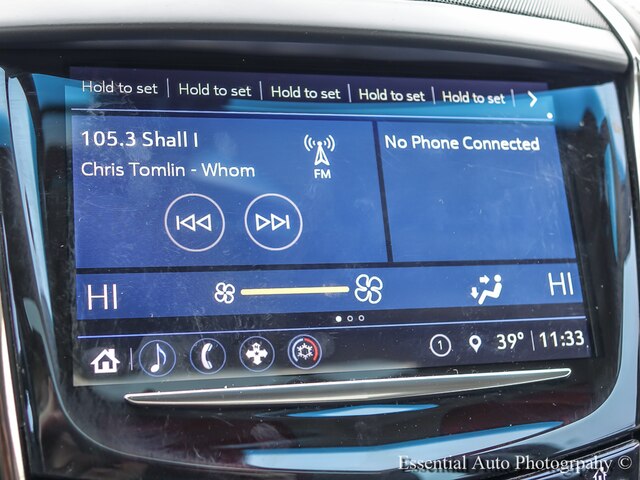 Hold to set Hold to set Hold to set Hold to set Hold to set
105.3 Shall I
Chris Tomlin - Whom
FM
No Phone Connected
HI HI
1 39° 11:33
Essential Auto Photography ©